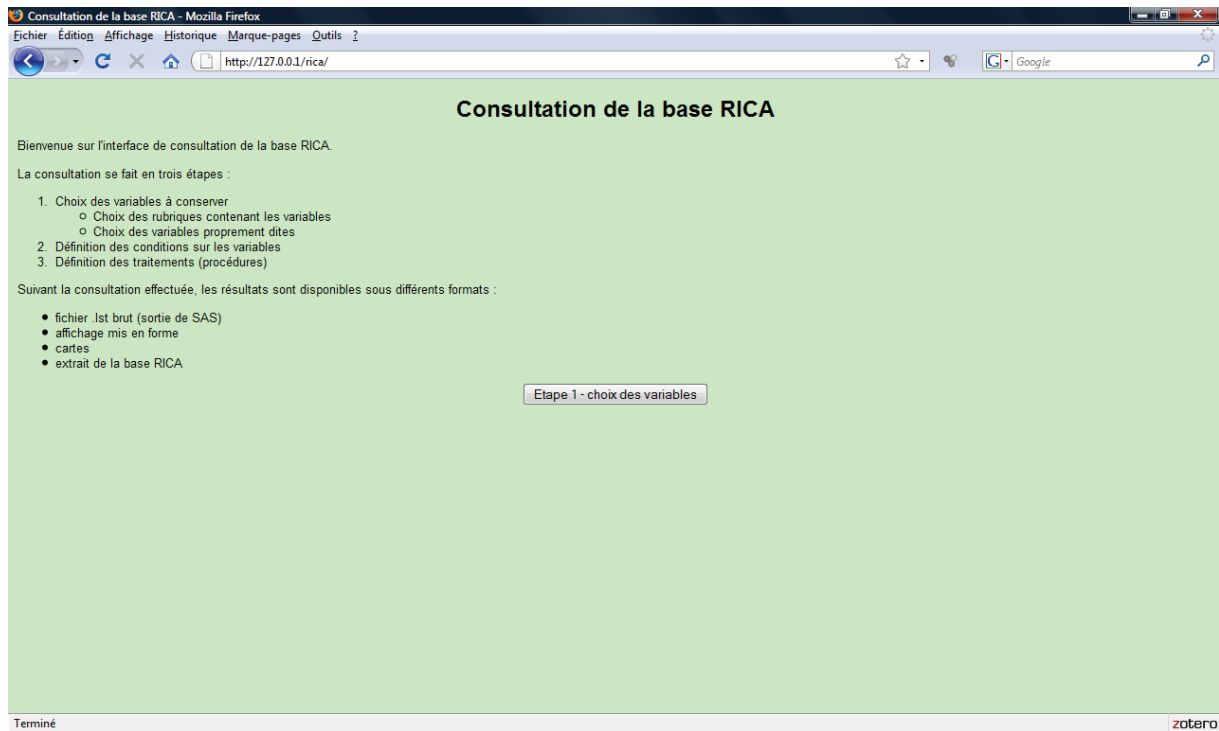 Consultation de la base RICA - Mozilla Firefox
Fichier Édition Affichage Historique Marque-pages Outils ?
http://127.0.0.1/rica/
G Google
Consultation de la base RICA
Bienvenue sur l'interface de consultation de la base RICA.
La consultation se fait en trois étapes :
1. Choix des variables à conserver
Choix des rubriques contenant les variables
Choix des variables proprement dites
2. Définition des conditions sur les variables
3. Définition des traitements (procédures)
Suivant la consultation effectuée, les résultats sont disponibles sous différents formats :
fichier .lst brut (sortie de SAS)
affichage mis en forme
cartes
extrait de la base RICA
Etape 1 - choix des variables
Terminé
zotero